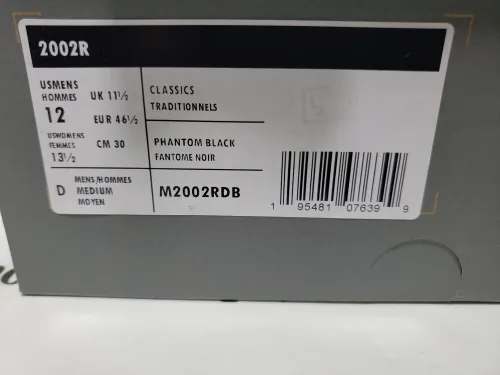 2002R
USMENS
HOMMES
12
UK 11½
EUR 46½
USWOMENS
FEMMES
13½
CM 30
D
MENS/HOMMES
MEDIUM
MOYEN
CLASSICS
TRADITIONNELS
PHANTOM BLACK
FANTOME NOIR
M2002RDB
1 95481 07639 9